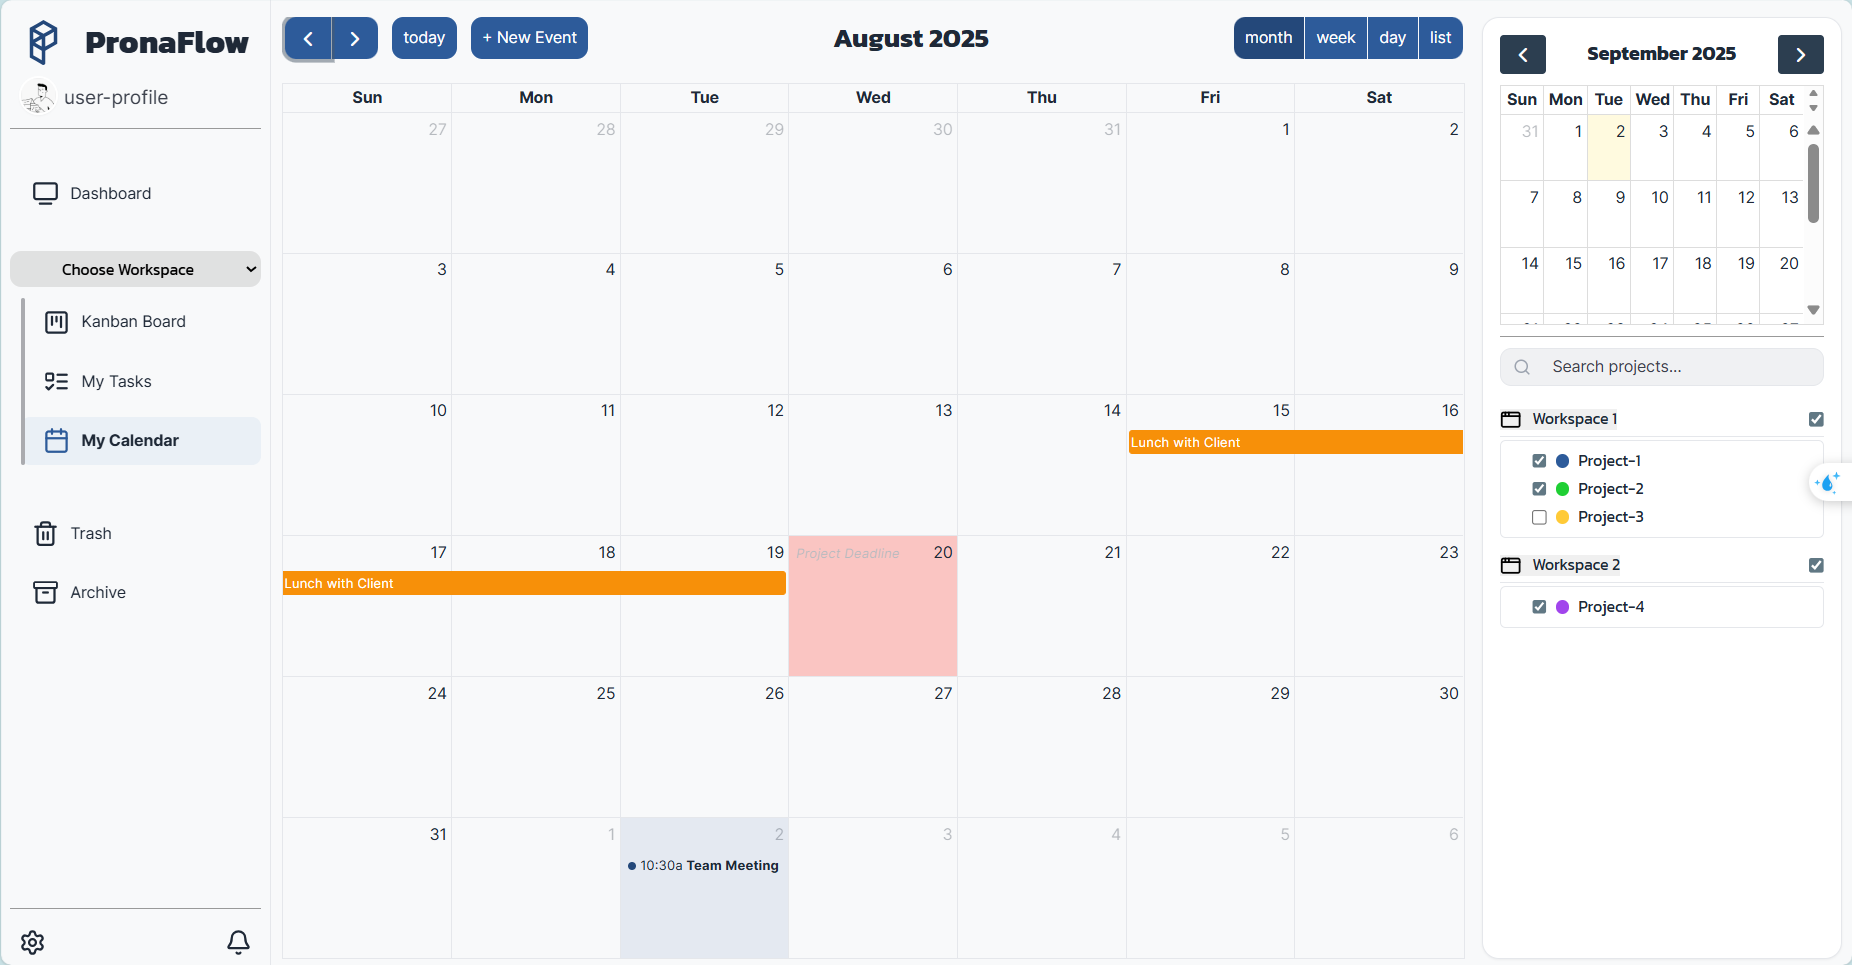 PronaFlow
user-profile
Dashboard
Choose Workspace
Kanban Board
My Tasks
My Calendar
Trash
Archive
today
+ New Event
August 2025
month week day list
Sun Mon Tue Wed Thu Fri Sat
27 28 29 30 31 1 2
3 4 5 6 7 8 9
10 11 12 13 14 15 16
Lunch with Client
17 18 19 Project Deadline 20 21 22 23
Lunch with Client
24 25 26 27 28 29 30
31 1 2 3 4 5 6
10:30a Team Meeting
September 2025
Sun Mon Tue Wed Thu Fri Sat
31 1 2 3 4 5 6
7 8 9 10 11 12 13
14 15 16 17 18 19 20
Search projects...
Workspace 1
Project-1
Project-2
Project-3
Workspace 2
Project-4